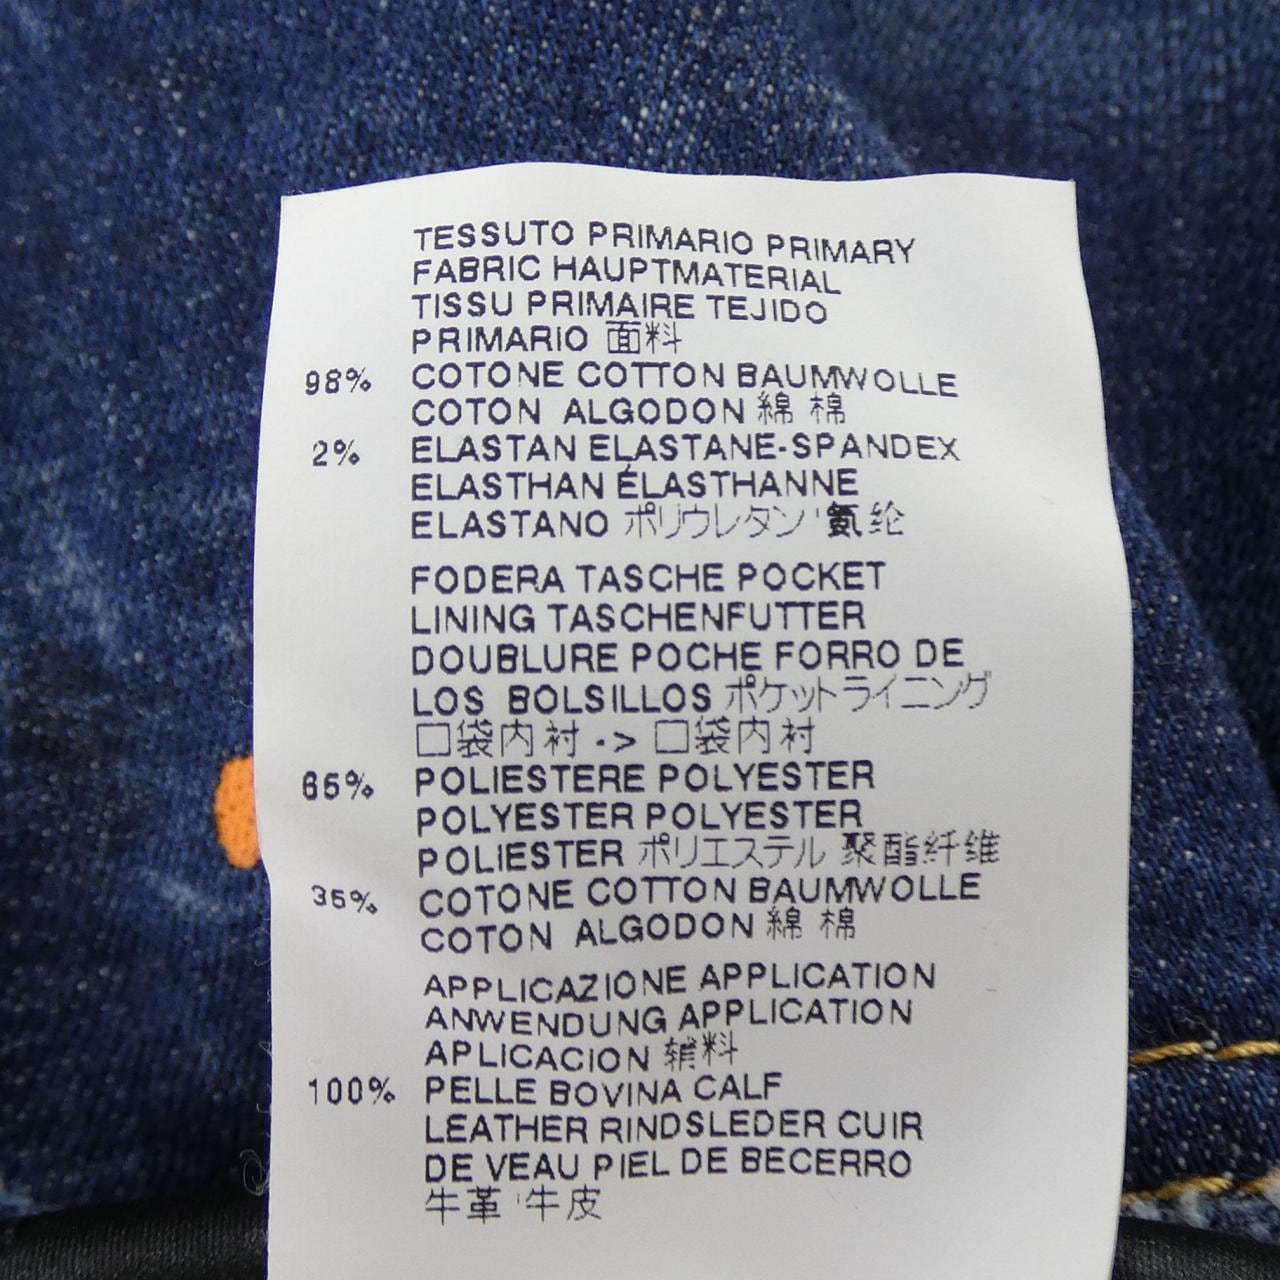 TESSUTO PRIMARIO PRIMARY
FABRIC HAUPTMATERIAL
TISSU PRIMAIRE TEJIDO
PRIMARIO 面料
98% COTONE COTTON BAUMWOLLE
COTON ALGODON 綿 棉
2% ELASTAN ELASTANE-SPANDEX
ELASTHAN ÉLASTHANNE
ELASTANO ポリウレタン '氨纶
FODERA TASCHE POCKET
LINING TASCHENFUTTER
DOUBLURE POCHE FORRO DE
LOS BOLSILLOS ポケットライニング
口袋内衬 -> 口袋内衬
65% POLIESTERE POLYESTER
POLYESTER POLYESTER
POLIESTER ポリエステル 聚酯纤维
35% COTONE COTTON BAUMWOLLE
COTON ALGODON 綿 棉
APPLICAZIONE APPLICATION
ANWENDUNG APPLICATION
APLICACION 辅料
100% PELLE BOVINA CALF
LEATHER RINDSLEDER CUIR
DE VEAU PIEL DE BECERRO
牛革 '牛皮